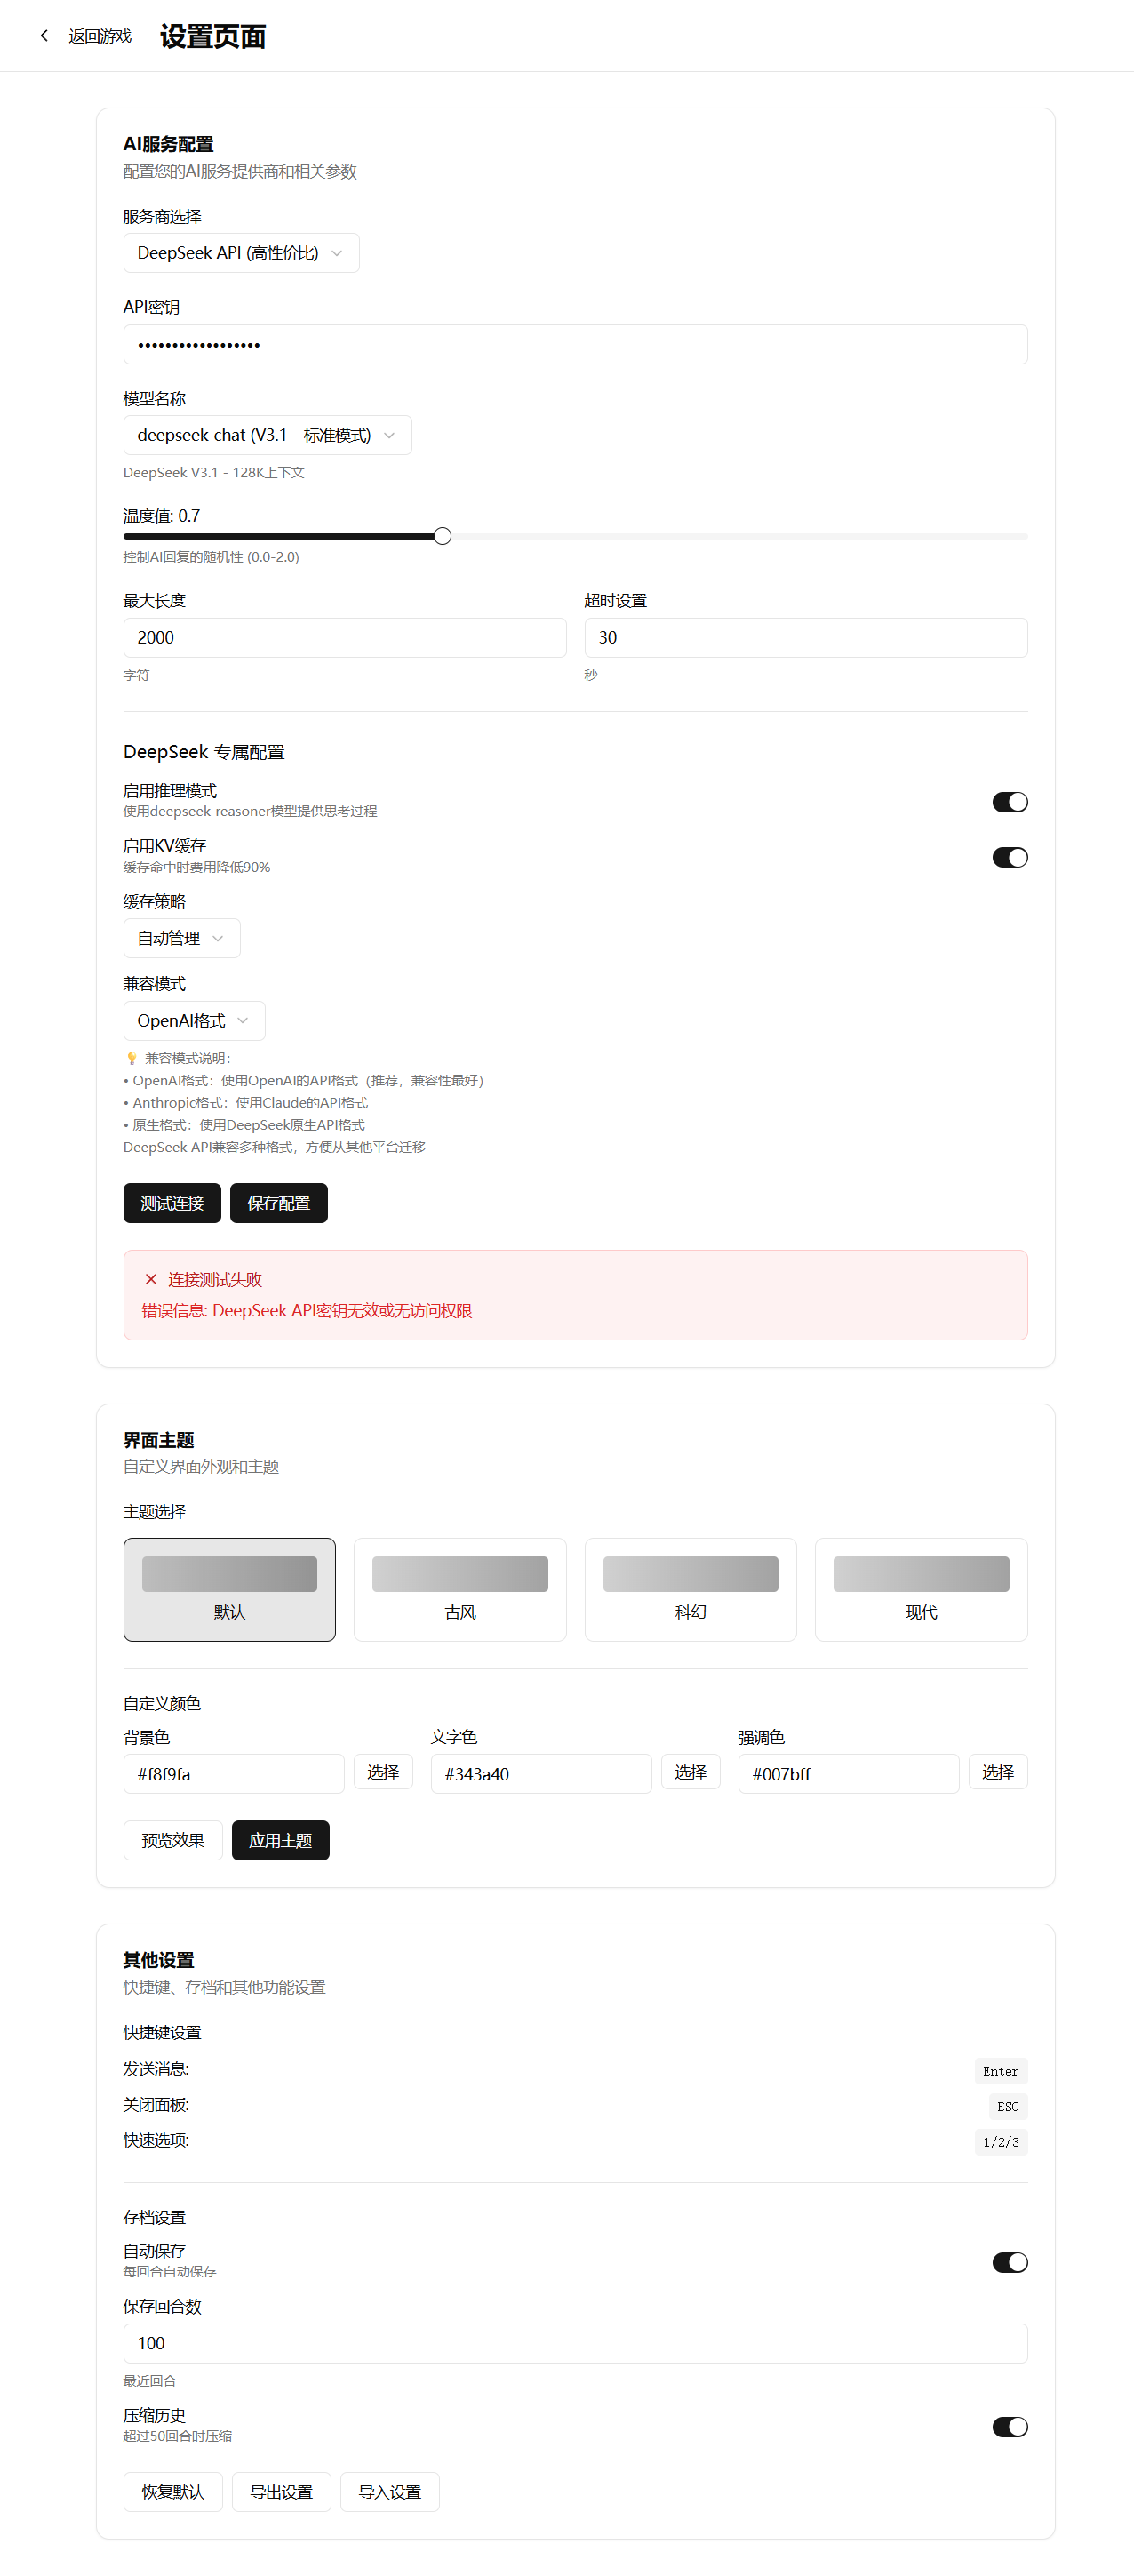 返回游戏 设置页面
AI服务配置
配置您的AI服务提供商和相关参数
服务商选择
DeepSeek API (高性价比)
API密钥
••••••••••••••••••
模型名称
deepseek-chat (V3.1 - 标准模式)
DeepSeek V3.1 - 128K上下文
温度值: 0.7
控制AI回复的随机性 (0.0-2.0)
最大长度 超时设置
2000 30
字符 秒
DeepSeek 专属配置
启用推理模式
使用deepseek-reasoner模型提供思考过程
启用KV缓存
缓存命中时费用降低90%
缓存策略
自动管理
兼容模式
OpenAI格式
💡 兼容模式说明：
• OpenAI格式：使用OpenAI的API格式（推荐，兼容性最好）
• Anthropic格式：使用Claude的API格式
• 原生格式：使用DeepSeek原生API格式
DeepSeek API兼容多种格式，方便从其他平台迁移
测试连接 保存配置
连接测试失败
错误信息: DeepSeek API密钥无效或无访问权限
界面主题
自定义界面外观和主题
主题选择
默认 古风 科幻 现代
自定义颜色
背景色 文字色 强调色
#f8f9fa 选择 #343a40 选择 #007bff 选择
预览效果 应用主题
其他设置
快捷键、存档和其他功能设置
快捷键设置
发送消息: Enter
关闭面板: ESC
快速选项: 1/2/3
存档设置
自动保存
每回合自动保存
保存回合数
100
最近回合
压缩历史
超过50回合时压缩
恢复默认 导出设置 导入设置